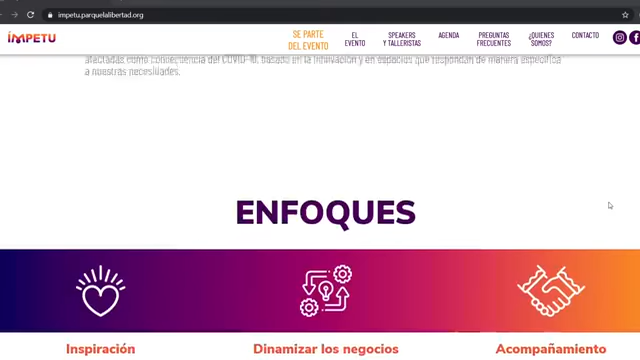 impetu.parquelalibertad.org
ÍMPETU
SE PARTE
DEL EVENTO
EL
EVENTO
SPEAKERS
Y TALLERISTAS
AGENDA
PREGUNTAS
FRECUENTES
¿QUIENES
SOMOS?
CONTACTO
afectadas como consecuencia del COVID-19, basado en la innovación y en espacios que respondan de manera específica
a nuestras necesidades.
ENFOQUES
Inspiración
Dinamizar los negocios
Acompañamiento